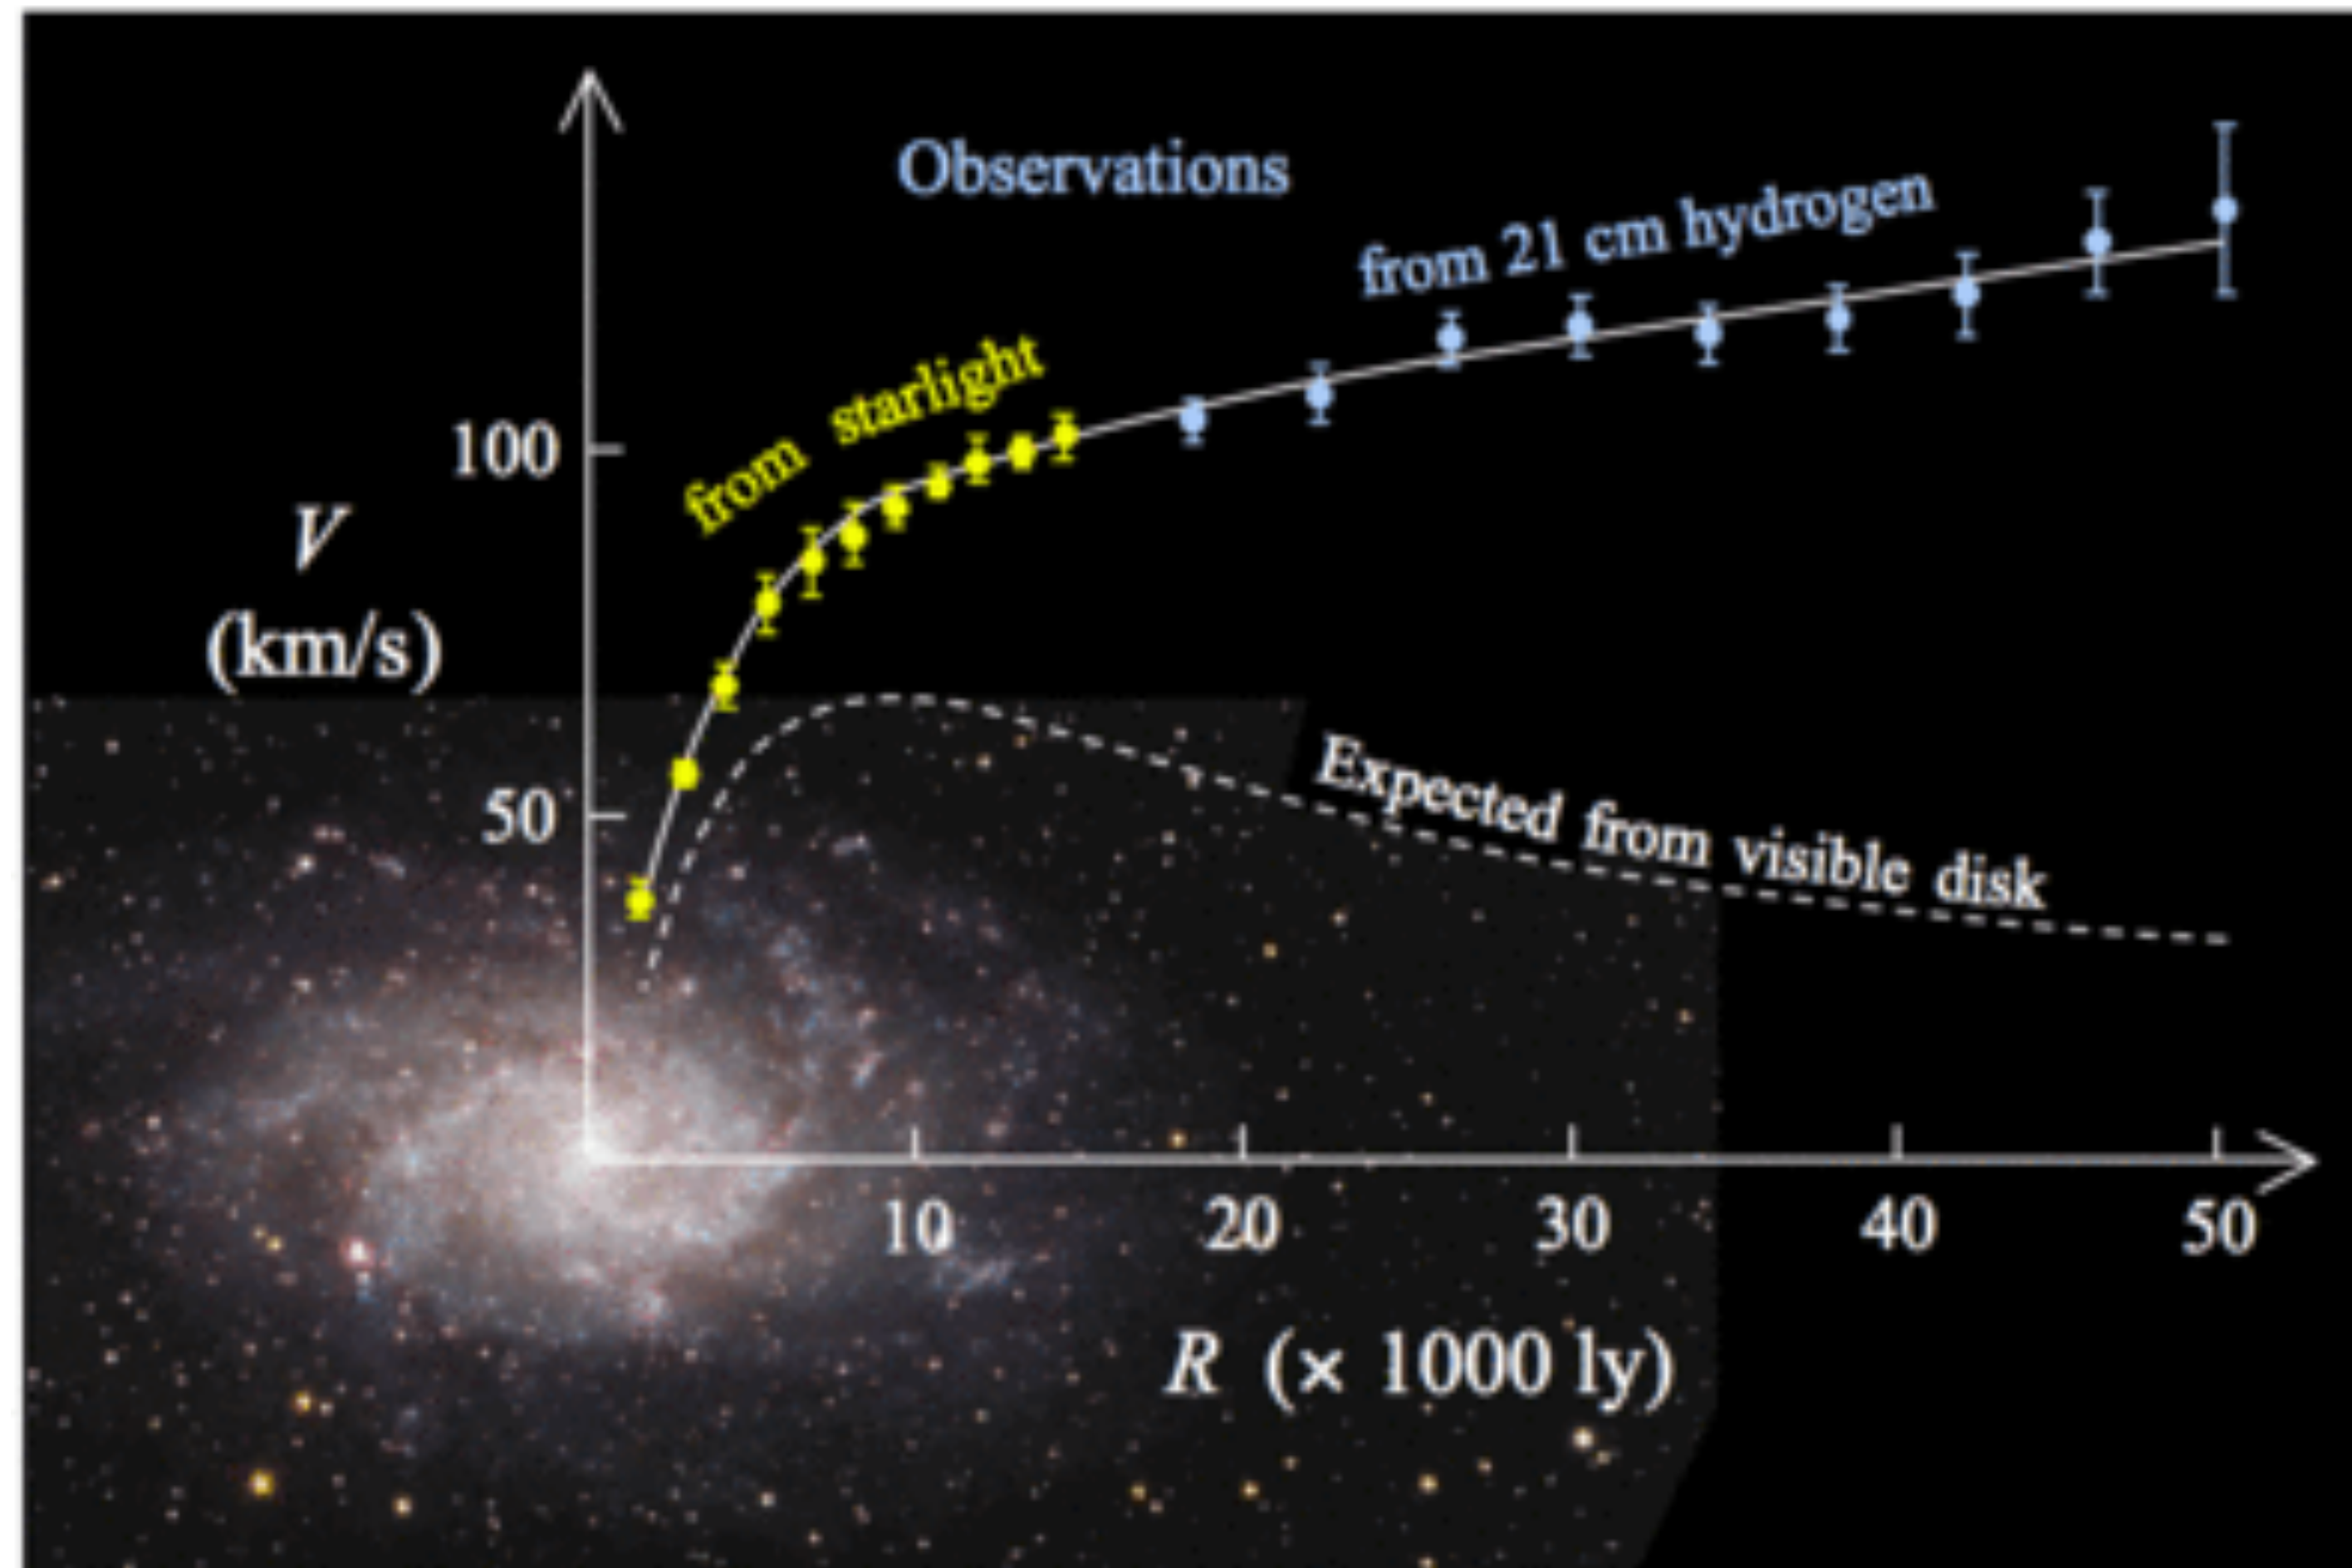 Observations
from 21 cm hydrogen
from starlight
100
V
(km/s)
50
Expected from visible disk
10 20 30 40 50
R (× 1000 ly)